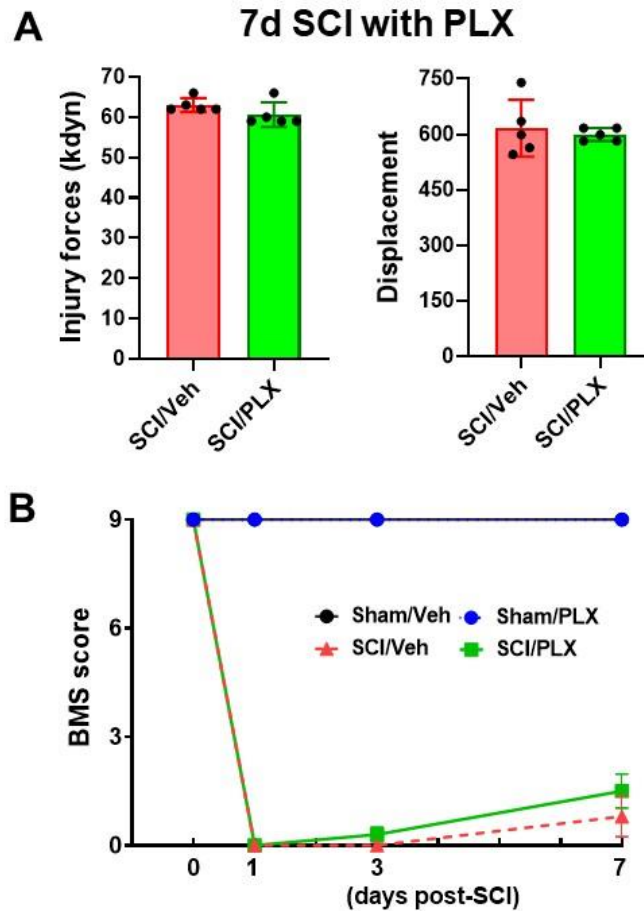 A
7d SCI with PLX
Injury forces (kdyn)
70
60
50
40
30
20
10
0
SCI/Veh
SCI/PLX
Displacement
750
600
450
300
150
0
SCI/Veh
SCI/PLX
B
BMS score
9
6
3
0
Sham/Veh
Sham/PLX
SCI/Veh
SCI/PLX
0 1 3 7
(days post-SCI)